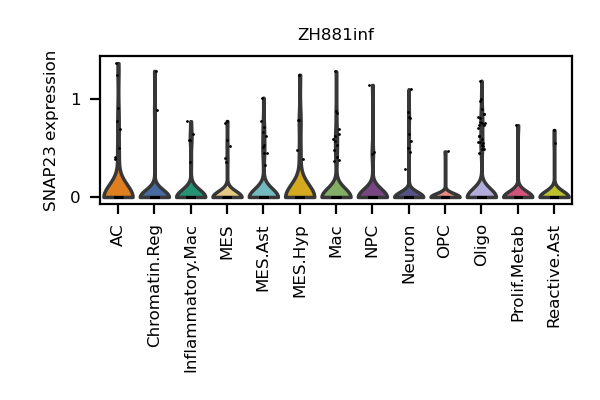 ZH881inf
SNAP23 expression
1
0
AC
Chromatin.Reg
Inflammatory.Mac
MES
MES.Ast
MES.Hyp
Mac
NPC
Neuron
OPC
Oligo
Prolif.Metab
Reactive.Ast